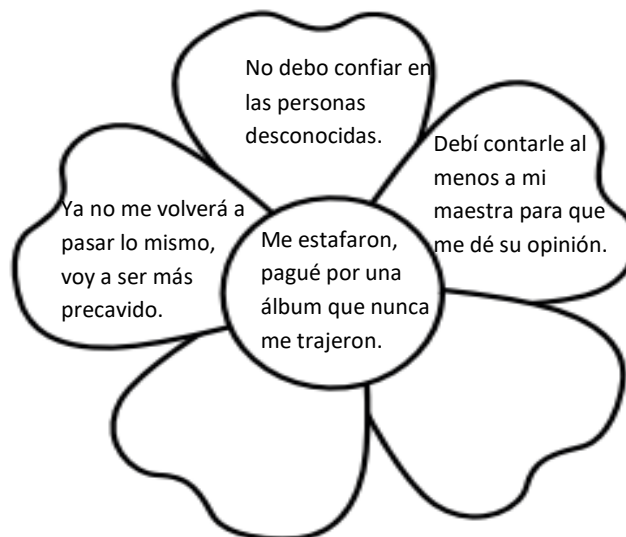 No debo confiar en
las personas
desconocidas.
Debí contarle al
menos a mi
maestra para que
me dé su opinión.
Ya no me volverá a
pasar lo mismo,
voy a ser más
precavido.
Me estafaron,
pagué por una
álbum que nunca
me trajeron.